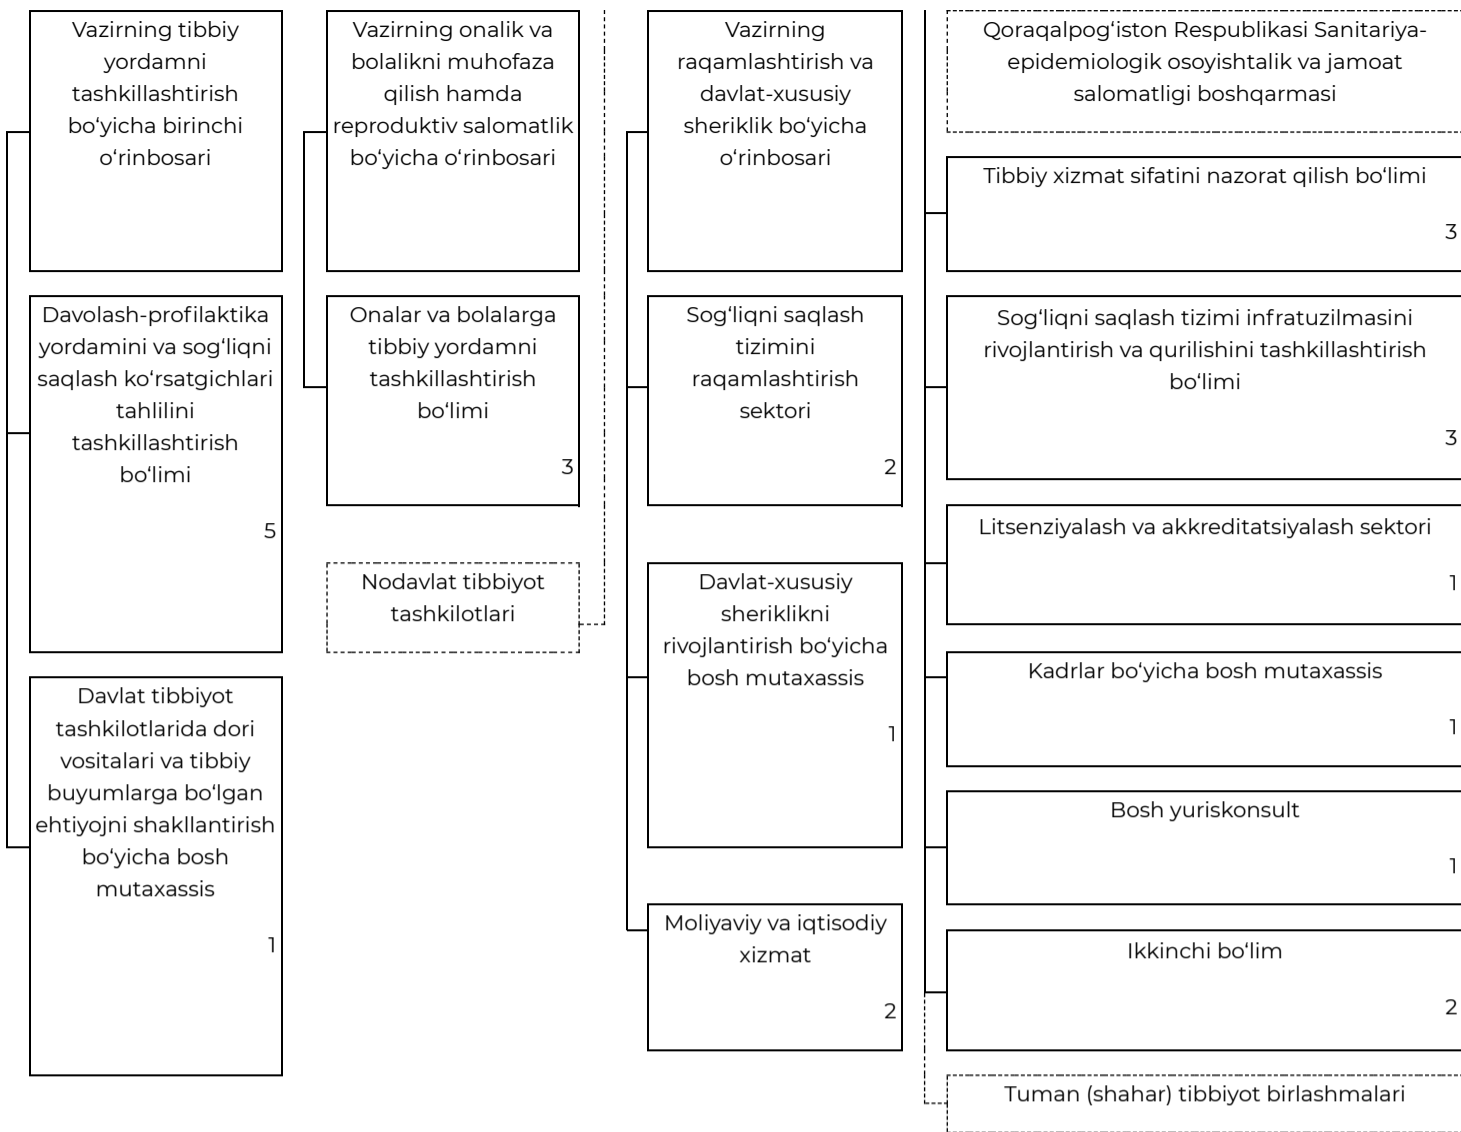 Vazirning tibbiy
yordamni
tashkillashtirish
bo‘yicha birinchi
o‘rinbosari
Davolash-profilaktika
yordamini va sog‘liqni
saqlash ko‘rsatgichlari
tahlilini
tashkillashtirish
bo‘limi
5
Davlat tibbiyot
tashkilotlarida dori
vositalari va tibbiy
buyumlarga bo‘lgan
ehtiyojni shakllantirish
bo‘yicha bosh
mutaxassis
1
Vazirning onalik va
bolalikni muhofaza
qilish hamda
reproduktiv salomatlik
bo‘yicha o‘rinbosari
Onalar va bolalarga
tibbiy yordamni
tashkillashtirish
bo‘limi
3
Nodavlat tibbiyot
tashkilotlari
Vazirning
raqamlashtirish va
davlat-xususiy
sheriklik bo‘yicha
o‘rinbosari
Sog‘liqni saqlash
tizimini
raqamlashtirish
sektori
2
Davlat-xususiy
sheriklikni
rivojlantirish bo‘yicha
bosh mutaxassis
1
Moliyaviy va iqtisodiy
xizmat
2
Qoraqalpog‘iston Respublikasi Sanitariya-
epidemiologik osoyishtalik va jamoat
salomatligi boshqarmasi
Tibbiy xizmat sifatini nazorat qilish bo‘limi
3
Sog‘liqni saqlash tizimi infratuzilmasini
rivojlantirish va qurilishini tashkillashtirish
bo‘limi
3
Litsenziyalash va akkreditatsiyalash sektori
1
Kadrlar bo‘yicha bosh mutaxassis
1
Bosh yuriskonsult
1
Ikkinchi bo‘lim
2
Tuman (shahar) tibbiyot birlashmalari